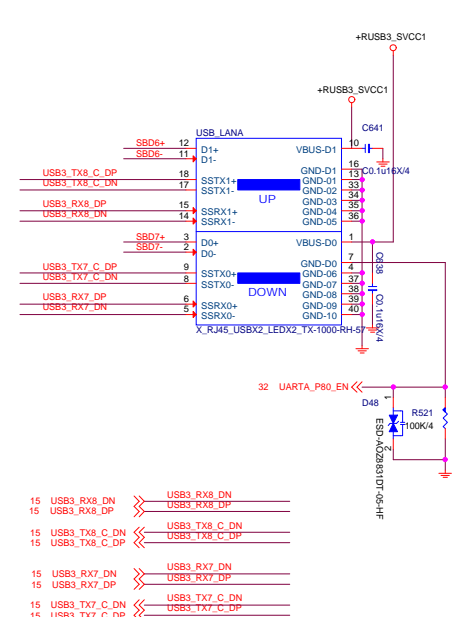 +RUSB3_SVCC1
+RUSB3_SVCC1
USB_LANA
C641
SBD6+ 12 D1+ VBUS-D1 10
SBD6- 11 D1-
GND-D1 16
C0.1u16X/4
USB3_TX8_C_DP 18 SSTX1+ GND-01 13
USB3_TX8_C_DN 17 SSTX1- GND-02 33
GND-03 34
USB3_RX8_DP 15 SSRX1+ GND-04 35
USB3_RX8_DN 14 SSRX1- GND-05 36
UP
SBD7+ 3 D0+ VBUS-D0 1
SBD7- 2 D0-
GND-D0 7
USB3_TX7_C_DP 9 SSTX0+ GND-06 4
USB3_TX7_C_DN 8 SSTX0- GND-07 37
DOWN
GND-08 38
USB3_RX7_DP 6 SSRX0+ GND-09 39
USB3_RX7_DN 5 SSRX0- GND-10 40
C638
C0.1u16X/4
X_RJ45_USBX2_LEDX2_TX-1000-RH-57
32 UARTA_P80_EN
D48
1
2
ESD-AOZ8831DT-05-HF
R521
100K/4
15 USB3_RX8_DN USB3_RX8_DN
15 USB3_RX8_DP USB3_RX8_DP
15 USB3_TX8_C_DN USB3_TX8_C_DN
15 USB3_TX8_C_DP USB3_TX8_C_DP
15 USB3_RX7_DN USB3_RX7_DN
15 USB3_RX7_DP USB3_RX7_DP
15 USB3_TX7_C_DN USB3_TX7_C_DN
15 USB3_TX7_C_DP USB3_TX7_C_DP